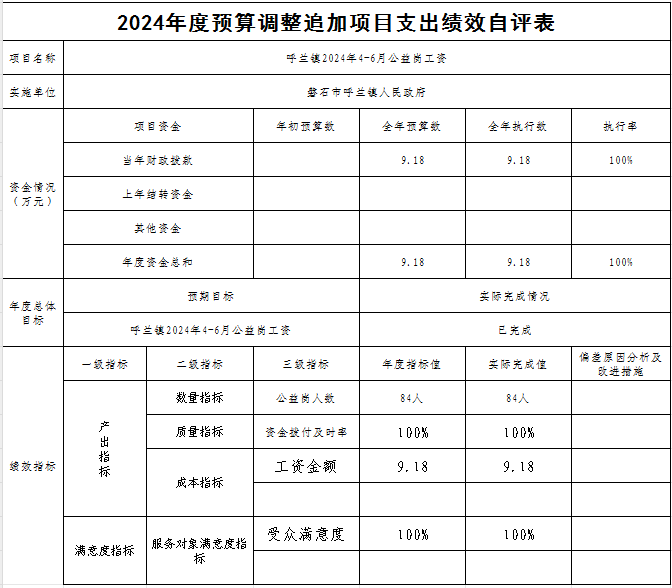 2024年度预算调整追加项目支出绩效自评表
项目名称 呼兰镇2024年4-6月公益岗工资
实施单位 磐石市呼兰镇人民政府
资金情况
（万元）
项目资金 年初预算数 全年预算数 全年执行数 执行率
当年财政拨款 9.18 9.18 100%
上年结转资金
其他资金
年度资金总和 9.18 9.18 100%
年度总体
目标
预期目标 实际完成情况
呼兰镇2024年4-6月公益岗工资 已完成
绩效指标
一级指标 二级指标 三级指标 年度指标值 实际完成值 偏差原因分析及
改进措施
产
出
指
标
数量指标 公益岗人数 84人 84人
质量指标 资金拨付及时率 100% 100%
成本指标 工资金额 9.18 9.18
满意度指标 服务对象满意度指
标
受众满意度 100% 100%